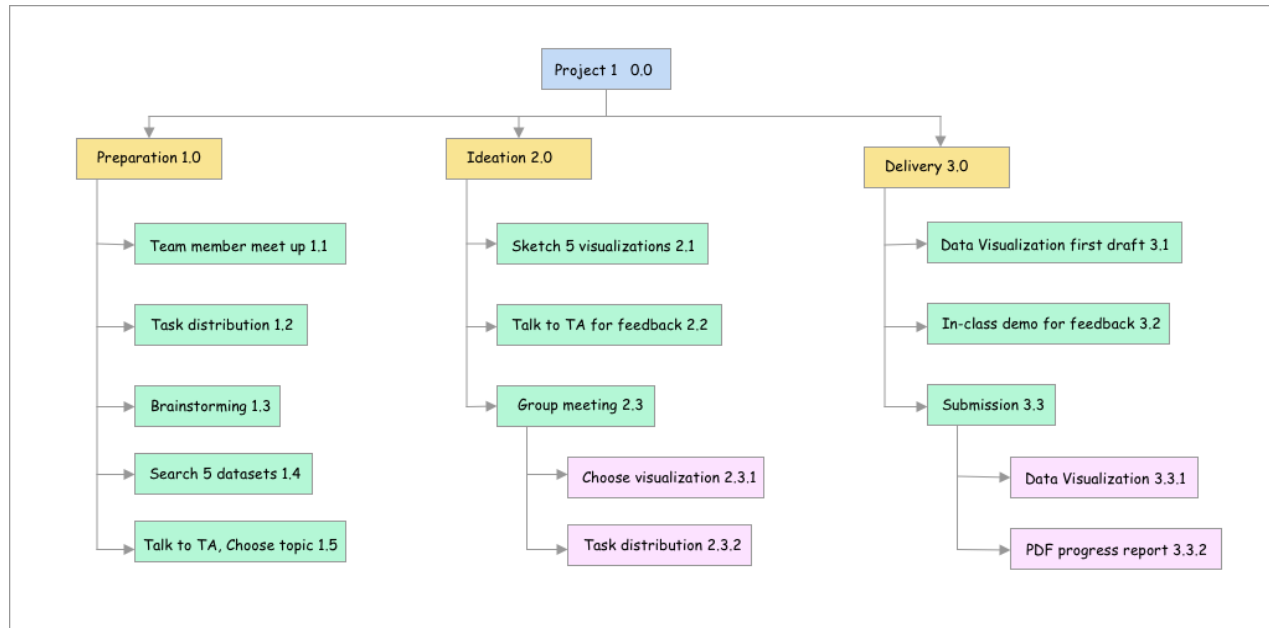 Project 1 0.0
Preparation 1.0
Ideation 2.0
Delivery 3.0
Team member meet up 1.1
Task distribution 1.2
Brainstorming 1.3
Search 5 datasets 1.4
Talk to TA, Choose topic 1.5
Sketch 5 visualizations 2.1
Talk to TA for feedback 2.2
Group meeting 2.3
Choose visualization 2.3.1
Task distribution 2.3.2
Data Visualization first draft 3.1
In-class demo for feedback 3.2
Submission 3.3
Data Visualization 3.3.1
PDF progress report 3.3.2